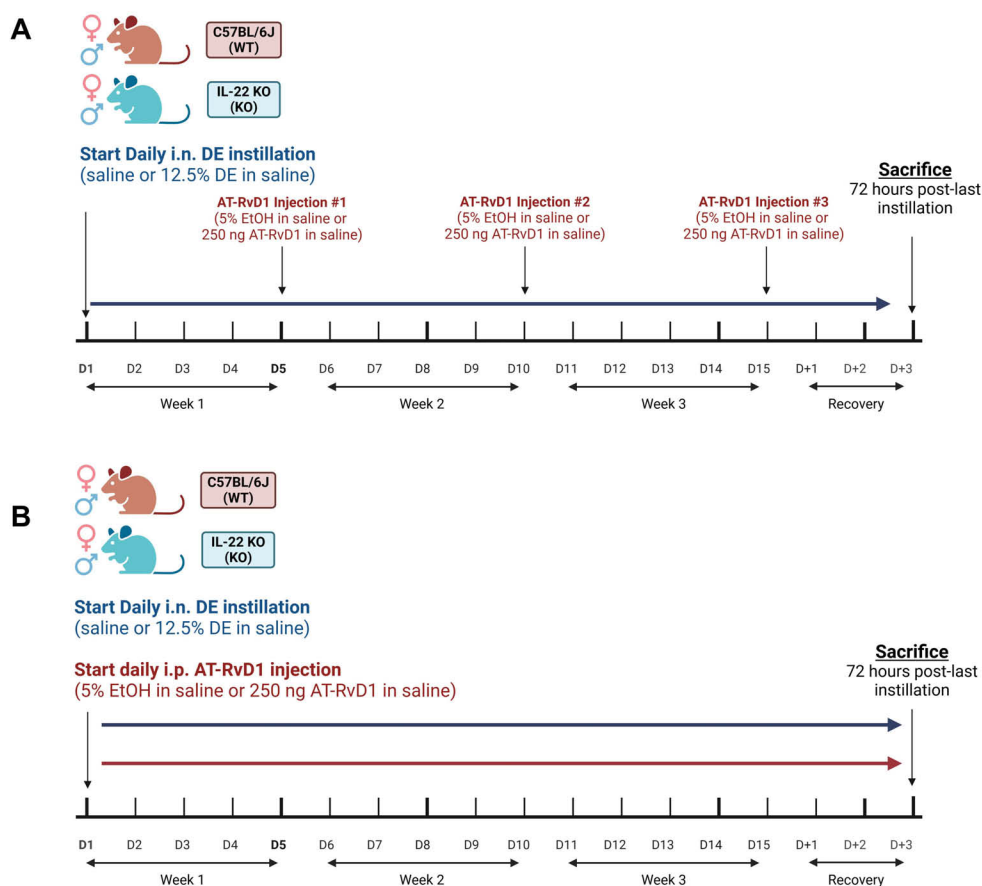 A
C57BL/6J
(WT)
IL-22 KO
(KO)
Start Daily i.n. DE instillation
(saline or 12.5% DE in saline)
Sacrifice
72 hours post-last
instillation
AT-RvD1 Injection #1
(5% EtOH in saline or
250 ng AT-RvD1 in saline)
AT-RvD1 Injection #2
(5% EtOH in saline or
250 ng AT-RvD1 in saline)
AT-RvD1 Injection #3
(5% EtOH in saline or
250 ng AT-RvD1 in saline)
D1 D2 D3 D4 D5 D6 D7 D8 D9 D10 D11 D12 D13 D14 D15 D+1 D+2 D+3
Week 1 Week 2 Week 3 Recovery
B
C57BL/6J
(WT)
IL-22 KO
(KO)
Start Daily i.n. DE instillation
(saline or 12.5% DE in saline)
Start daily i.p. AT-RvD1 injection
(5% EtOH in saline or 250 ng AT-RvD1 in saline)
Sacrifice
72 hours post-last
instillation
D1 D2 D3 D4 D5 D6 D7 D8 D9 D10 D11 D12 D13 D14 D15 D+1 D+2 D+3
Week 1 Week 2 Week 3 Recovery